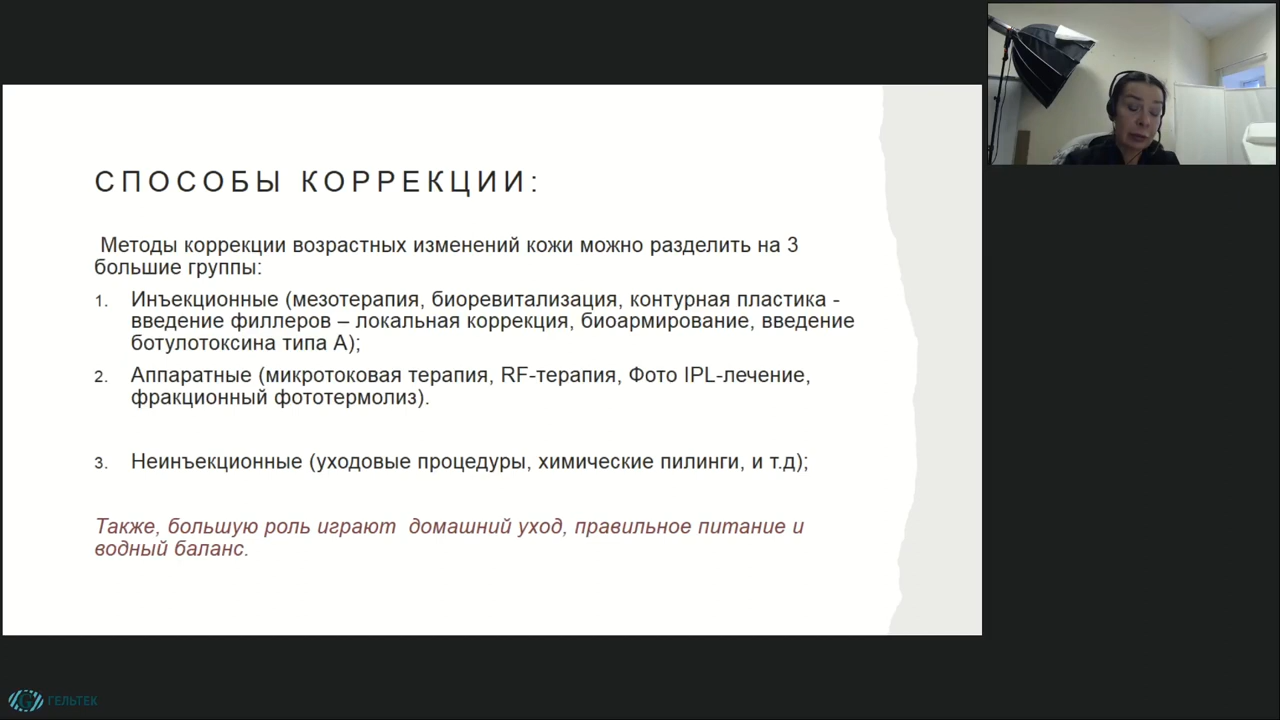 СПОСОБЫ КОРРЕКЦИИ:
Методы коррекции возрастных изменений кожи можно разделить на 3
большие группы:
1. Инъекционные (мезотерапия, биоревитализация, контурная пластика -
введение филлеров – локальная коррекция, биоармирование, введение
ботулотоксина типа А);
2. Аппаратные (микротоковая терапия, RF-терапия, Фото IPL-лечение,
фракционный фототермолиз).
3. Неинъекционные (уходовые процедуры, химические пилинги, и т.д);
Также, большую роль играют домашний уход, правильное питание и
водный баланс.
ГЕЛЬТЕК